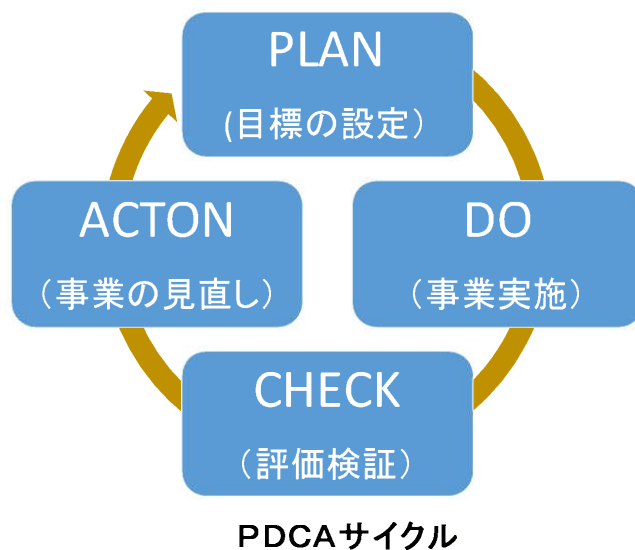 PLAN
(目標の設定）
DO
（事業実施）
CHECK
（評価検証）
ACTON
（事業の見直し）
ＰＤＣＡサイクル